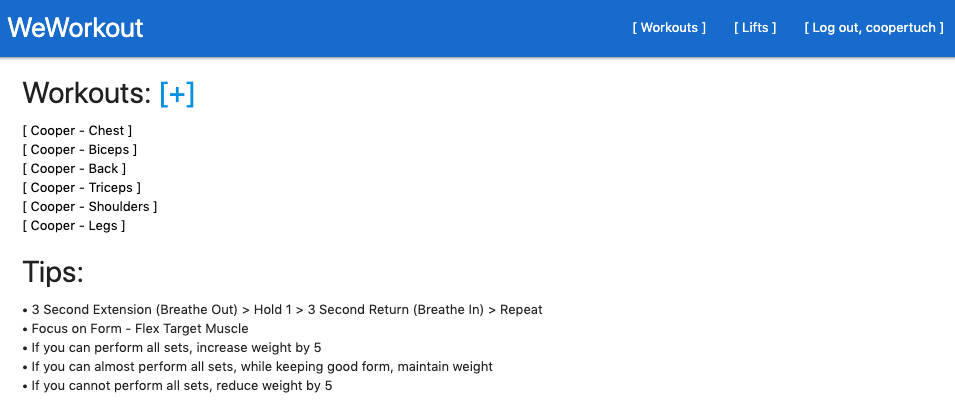 WeWorkout
[ Workouts ] [ Lifts ] [ Log out, coopertuch ]
Workouts: [+]
[ Cooper - Chest ]
[ Cooper - Biceps ]
[ Cooper - Back ]
[ Cooper - Triceps ]
[ Cooper - Shoulders ]
[ Cooper - Legs ]
Tips:
• 3 Second Extension (Breathe Out) > Hold 1 > 3 Second Return (Breathe In) > Repeat
• Focus on Form - Flex Target Muscle
• If you can perform all sets, increase weight by 5
• If you can almost perform all sets, while keeping good form, maintain weight
• If you cannot perform all sets, reduce weight by 5